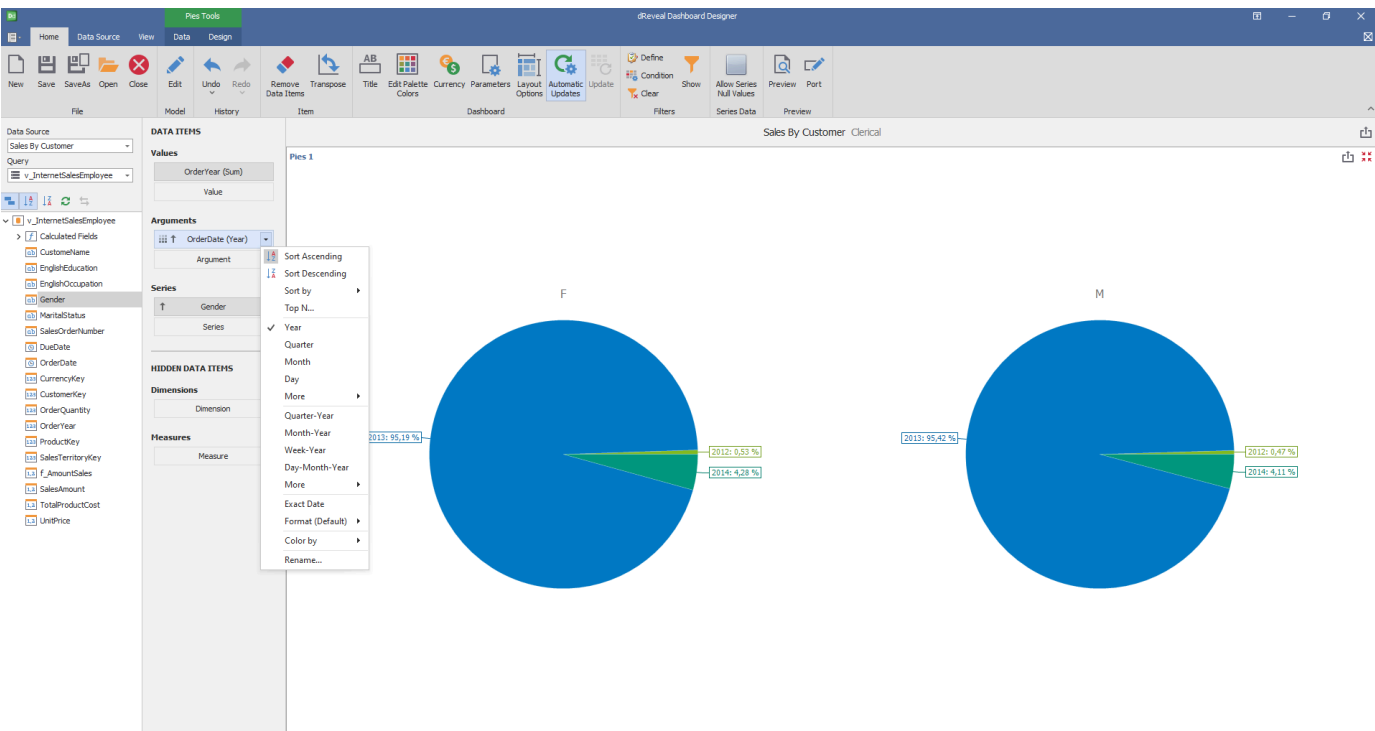 Pies Tools
dReveal Dashboard Designer
Home Data Source View Data Design
New Save SaveAs Open Close
File
Edit
Model
Undo Redo
History
Remove Data Items Transpose
Item
AB
Title Edit Palette Colors Currency Parameters Layout Options Automatic Updates Update
Dashboard
Define
Condition
Clear
Show
Filters
Allow Series Null Values
Series Data
Preview Port
Preview
Data Source
Sales By Customer
Query
v_InternetSalesEmployee
v_InternetSalesEmployee
Calculated Fields
CustomeName
EnglishEducation
EnglishOccupation
Gender
MaritalStatus
SalesOrderNumber
DueDate
OrderDate
CurrencyKey
CustomerKey
OrderQuantity
OrderYear
ProductKey
SalesTerritoryKey
f_AmountSales
SalesAmount
TotalProductCost
UnitPrice
DATA ITEMS
Values
OrderYear (Sum)
Value
Arguments
OrderDate (Year)
Argument
Series
Gender
Series
HIDDEN DATA ITEMS
Dimensions
Dimension
Measures
Measure
Sort Ascending
Sort Descending
Sort by
Top N...
Year
Quarter
Month
Day
More
Quarter-Year
Month-Year
Week-Year
Day-Month-Year
More
Exact Date
Format (Default)
Color by
Rename...
Sales By Customer Clerical
Pies 1
F
2013: 95,19 %
2012: 0,53 %
2014: 4,28 %
M
2013: 95,42 %
2012: 0,47 %
2014: 4,11 %